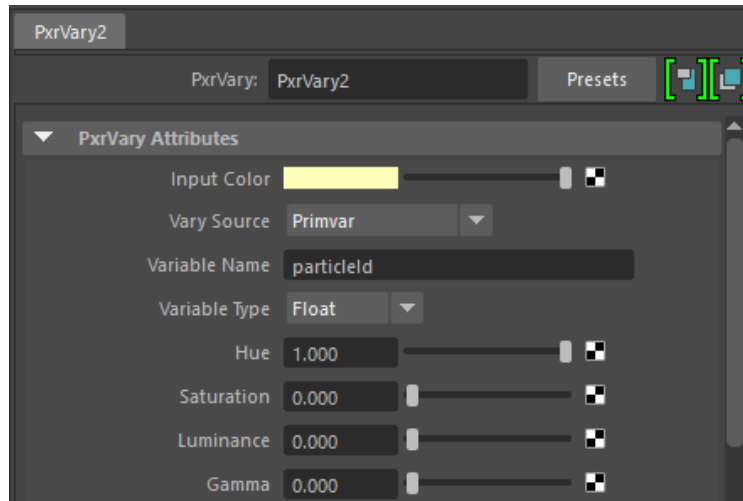 PxrVary2
PxrVary: PxrVary2 Presets
PxrVary Attributes
Input Color
Vary Source Primvar
Variable Name particleId
Variable Type Float
Hue 1.000
Saturation 0.000
Luminance 0.000
Gamma 0.000